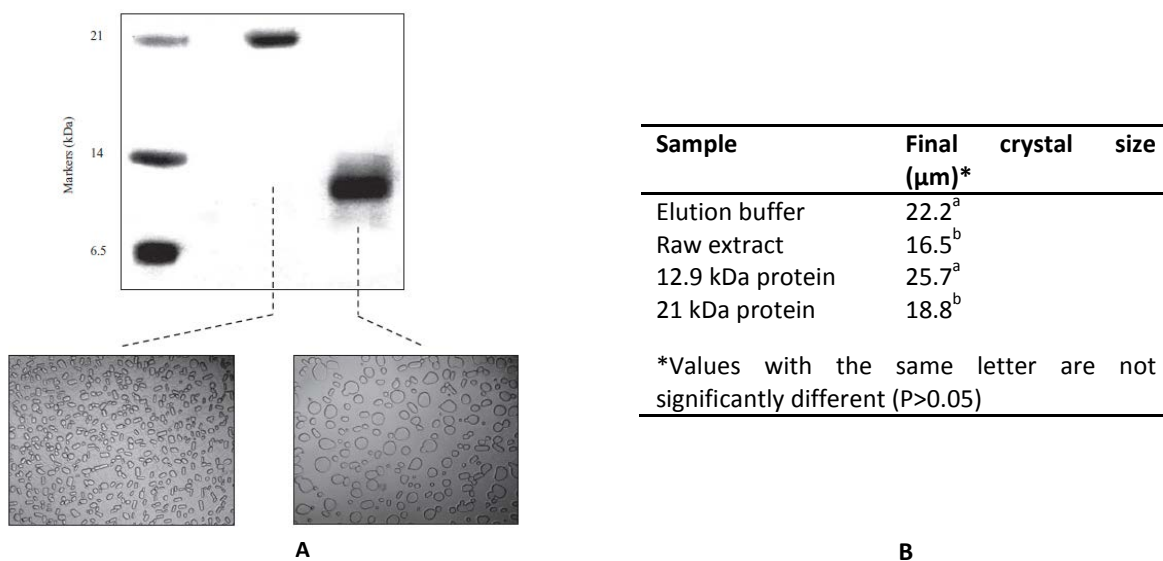 21
14
6.5
Markers (kDa)
A
Sample Final crystal size
(μm)*
Elution buffer 22.2a
Raw extract 16.5b
12.9 kDa protein 25.7a
21 kDa protein 18.8b
*Values with the same letter are not
significantly different (P>0.05)
B